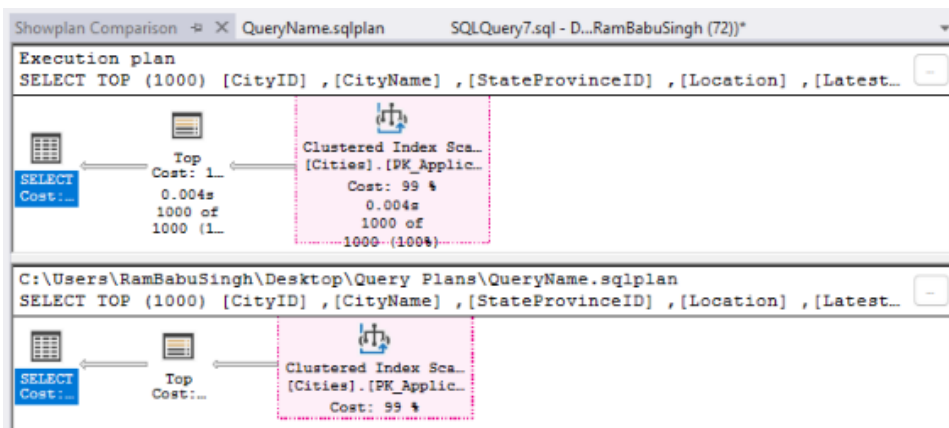 Showplan Comparison QueryName.sqlplan SQLQuery7.sql - D...RamBabuSingh (72))*
Execution plan
SELECT TOP (1000) [CityID] ,[CityName] ,[StateProvinceID] ,[Location] ,[Latest…
...
SELECT
Cost:…
Top
Cost: 1…
0.004s
1000 of
1000 (1…
Clustered Index Sca…
[Cities].[PK_Applic…
Cost: 99 %
0.004s
1000 of
1000 (100%)
C:\Users\RamBabuSingh\Desktop\Query Plans\QueryName.sqlplan
SELECT TOP (1000) [CityID] ,[CityName] ,[StateProvinceID] ,[Location] ,[Latest…
...
SELECT
Cost:…
Top
Cost:…
Clustered Index Sca…
[Cities].[PK_Applic…
Cost: 99 %